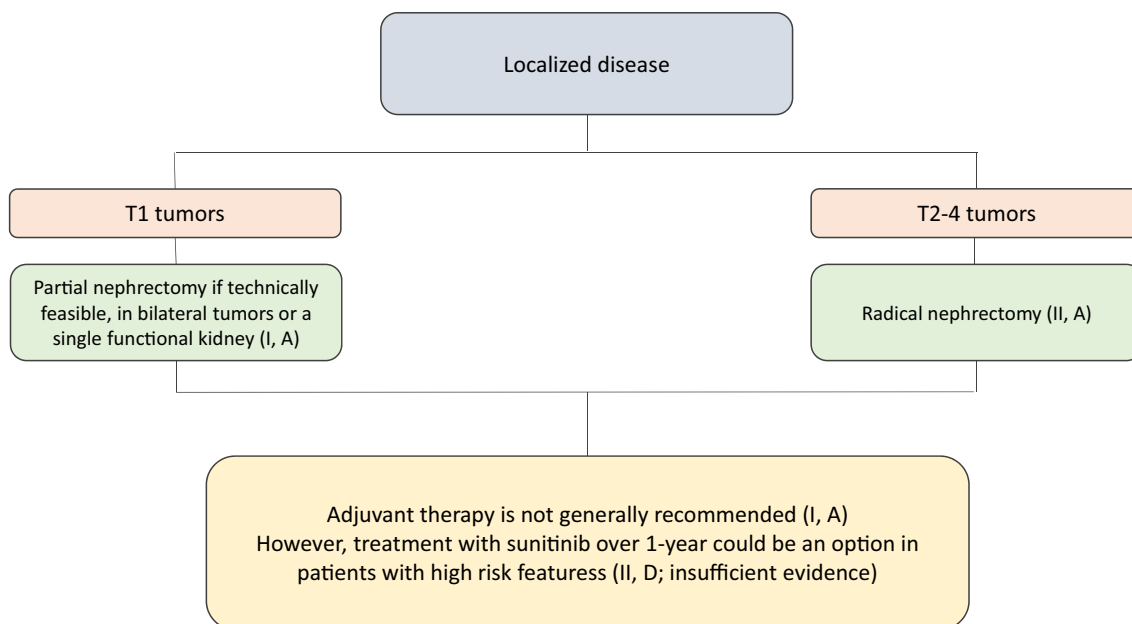 Localized disease
T1 tumors
T2-4 tumors
Partial nephrectomy if technically
feasible, in bilateral tumors or a
single functional kidney (I, A)
Radical nephrectomy (II, A)
Adjuvant therapy is not generally recommended (I, A)
However, treatment with sunitinib over 1-year could be an option in
patients with high risk featuress (II, D; insufficient evidence)